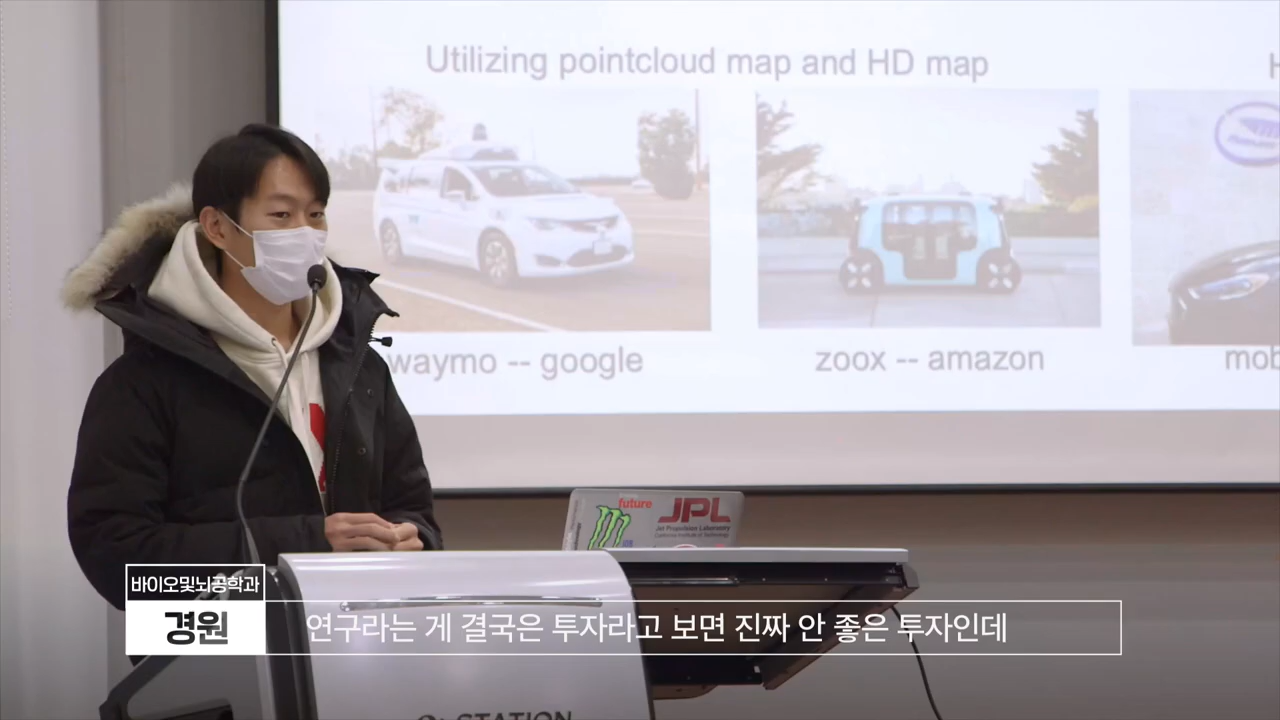 Utilizing pointcloud map and HD map
H
waymo -- google
zoox -- amazon
mob
future
JPL
Jet Propulsion Laboratory
California Institute of Technology
바이오및뇌공학과
경원
연구라는 게 결국은 투자라고 보면 진짜 안 좋은 투자인데
STATION